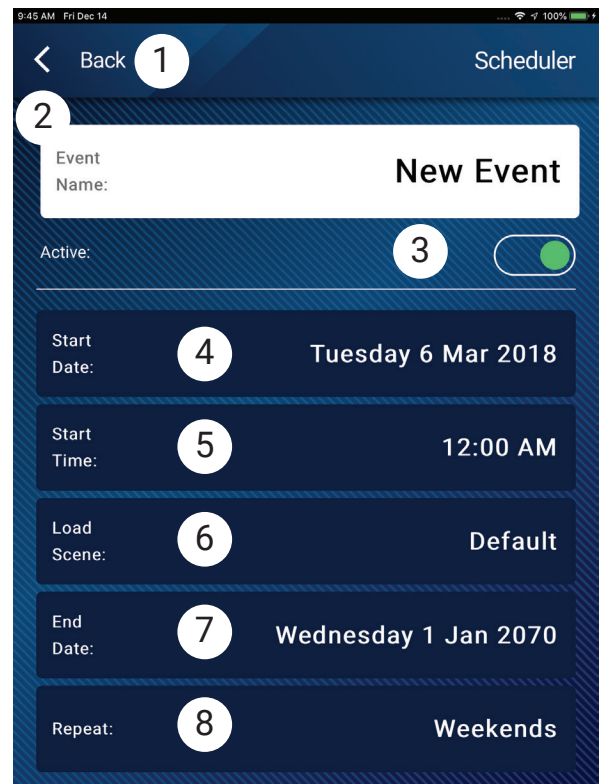 9:45 AM Fri Dec 14 .... 100%
Back 1 Scheduler
2
Event
Name:
New Event
Active: 3
Start
Date:
4 Tuesday 6 Mar 2018
Start
Time:
5 12:00 AM
Load
Scene:
6 Default
End
Date:
7 Wednesday 1 Jan 2070
Repeat: 8 Weekends